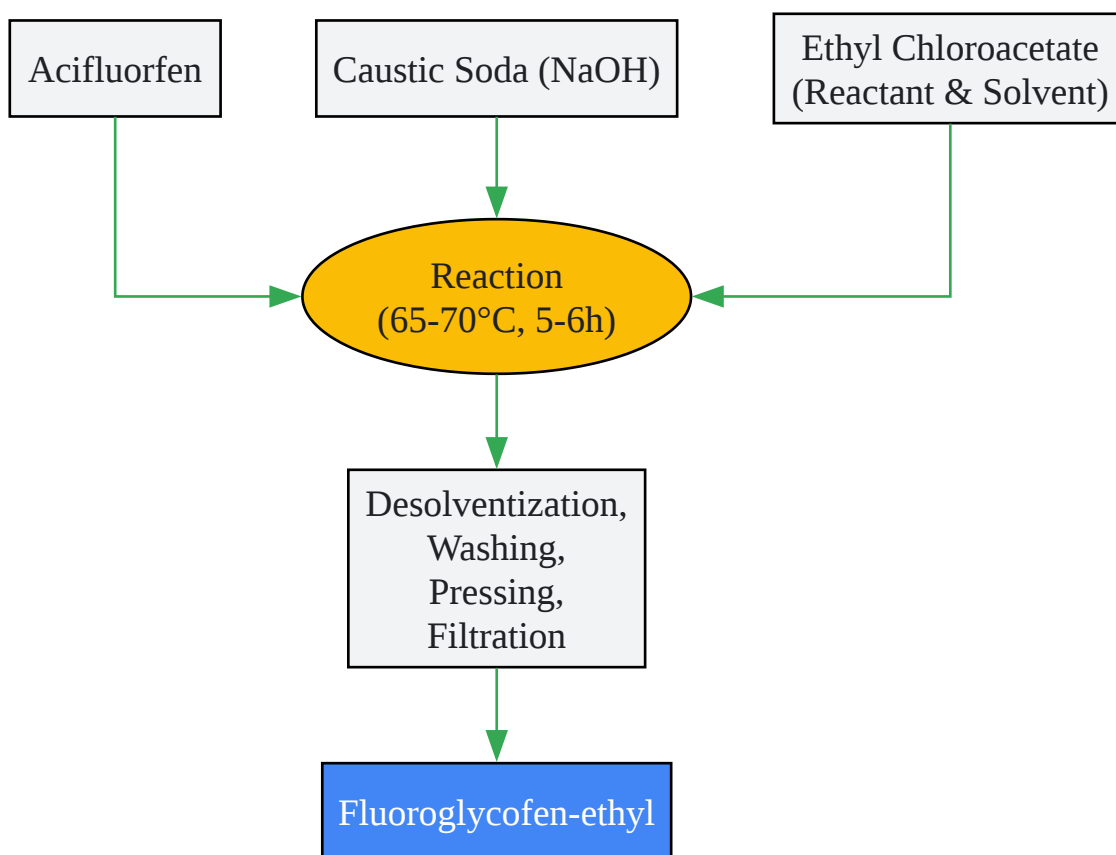 Acifluorfen
Caustic Soda (NaOH)
Ethyl Chloroacetate
(Reactant & Solvent)
Reaction
(65-70°C, 5-6h)
Desolventization,
Washing,
Pressing,
Filtration
Fluoroglycofen-ethyl